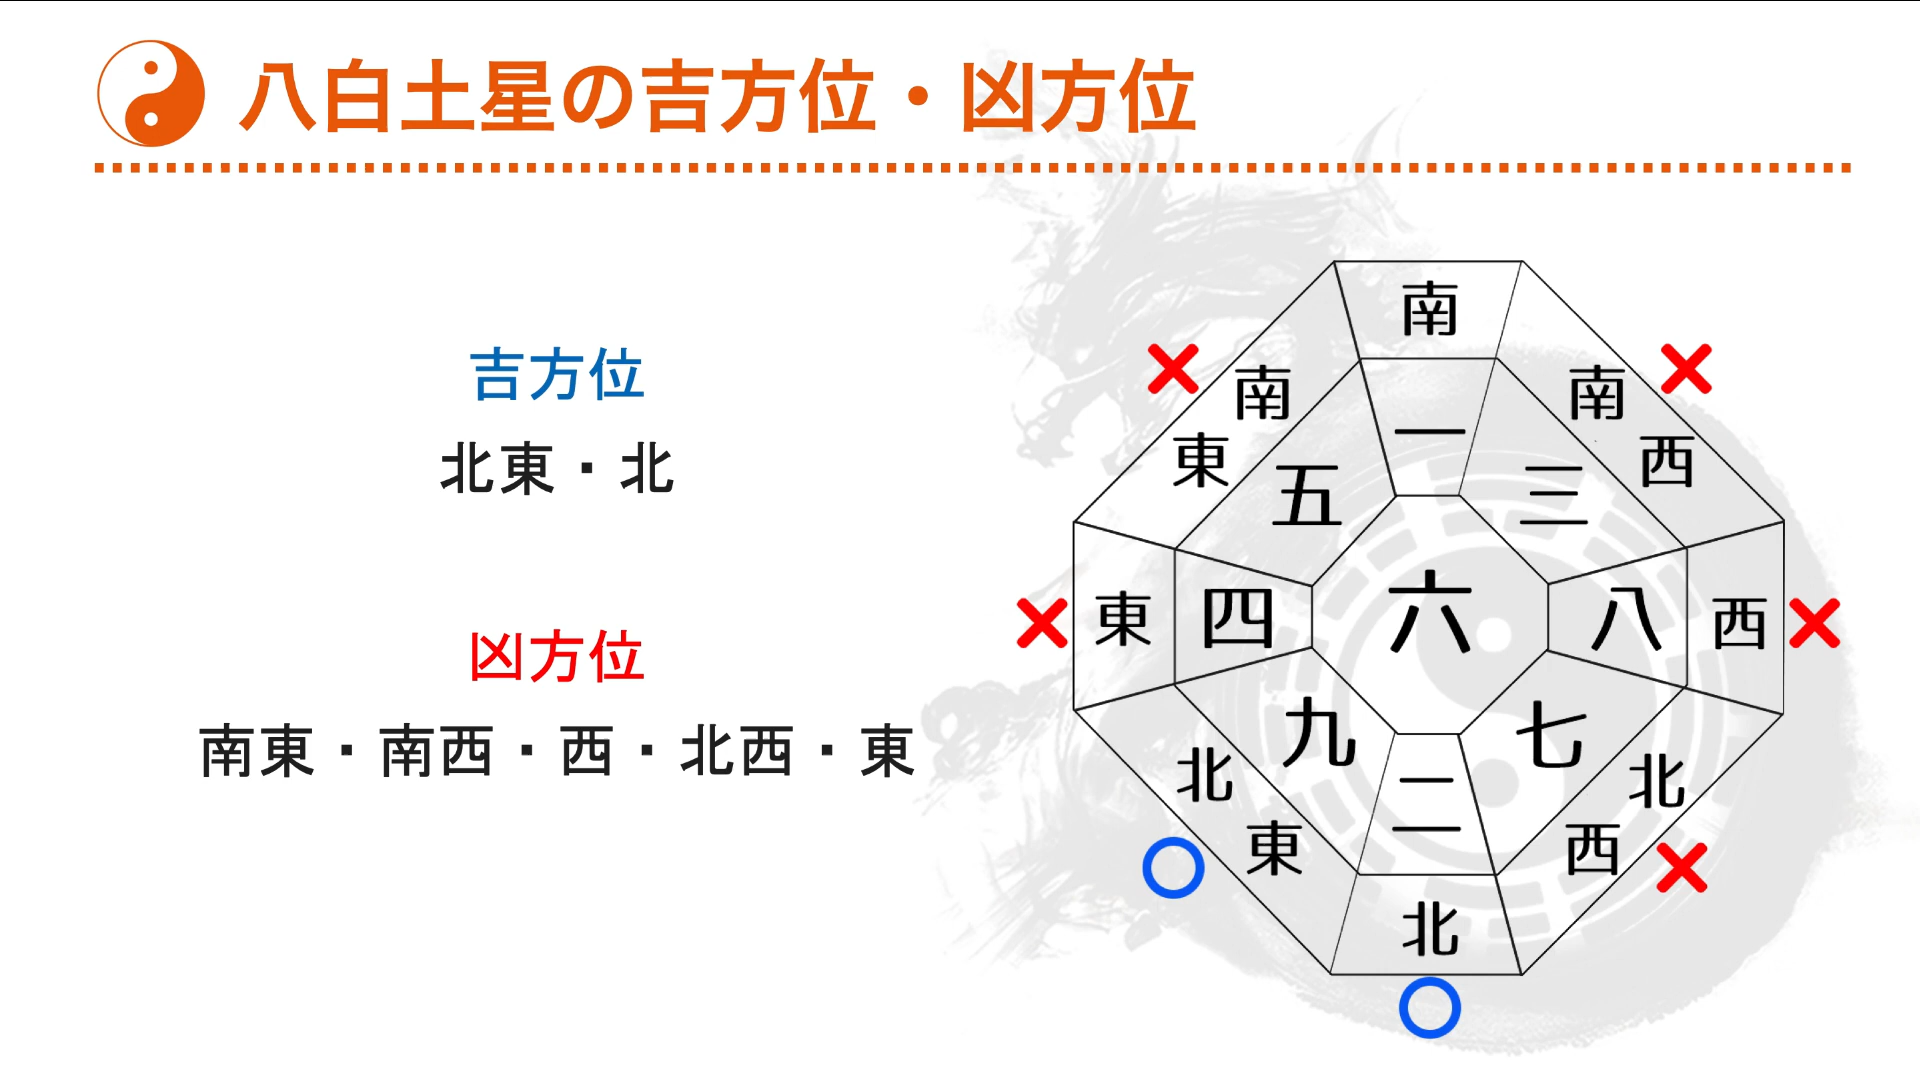 八白土星の吉方位・凶方位
吉方位
北東・北
凶方位
南東・南西・西・北西・東
南
南
東
南
西
一
五
三
東
四
六
八
西
九
七
二
北
東
北
西
北